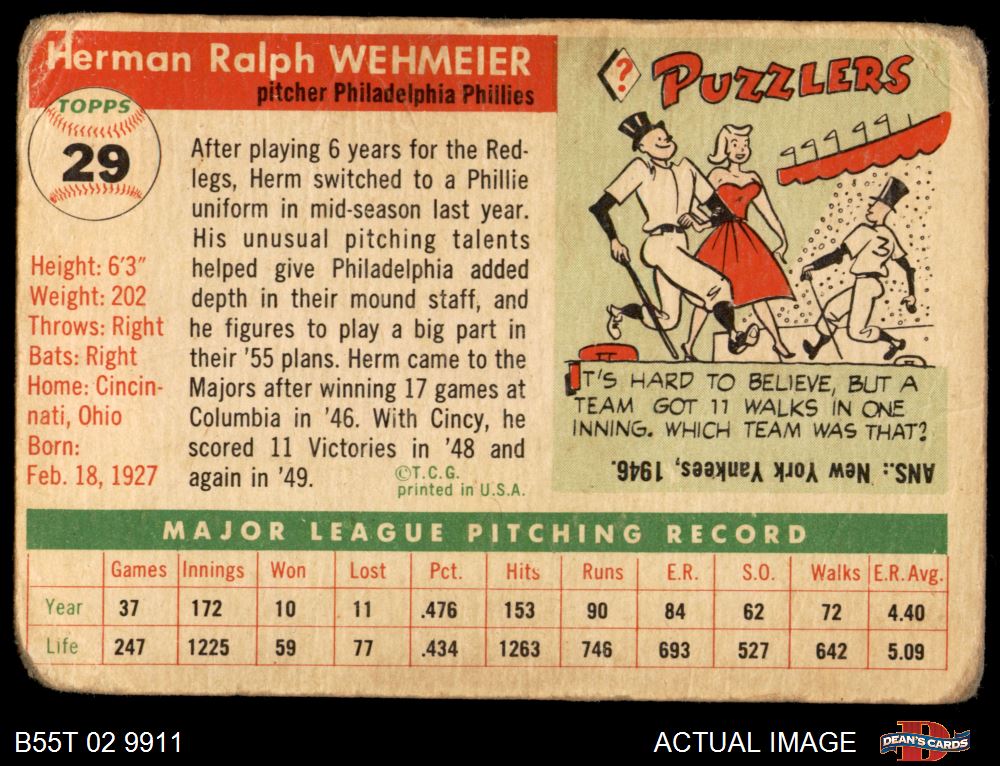 Herman Ralph WEHMEIER
pitcher Philadelphia Phillies
TOPPS
29
Height: 6'3"
Weight: 202
Throws: Right
Bats: Right
Home: Cincin-
nati, Ohio
Born:
Feb. 18, 1927
After playing 6 years for the Red-
legs, Herm switched to a Phillie
uniform in mid-season last year.
His unusual pitching talents
helped give Philadelphia added
depth in their mound staff, and
he figures to play a big part in
their '55 plans. Herm came to the
Majors after winning 17 games at
Columbia in '46. With Cincy, he
scored 11 Victories in '48 and
again in '49.
©T.C.G.
printed in U.S.A.
?
PUZZLERS
3
IT'S HARD TO BELIEVE, BUT A
TEAM GOT 11 WALKS IN ONE
INNING. WHICH TEAM WAS THAT?
ANS.: New York Yankees, 1946.
MAJOR LEAGUE PITCHING RECORD
Games Innings Won Lost Pct. Hits Runs E.R. S.O. Walks E.R.Avg.
Year 37 172 10 11 .476 153 90 84 62 72 4.40
Life 247 1225 59 77 .434 1263 746 693 527 642 5.09
B55T 02 9911
ACTUAL IMAGE
D
DEAN'S CARDS